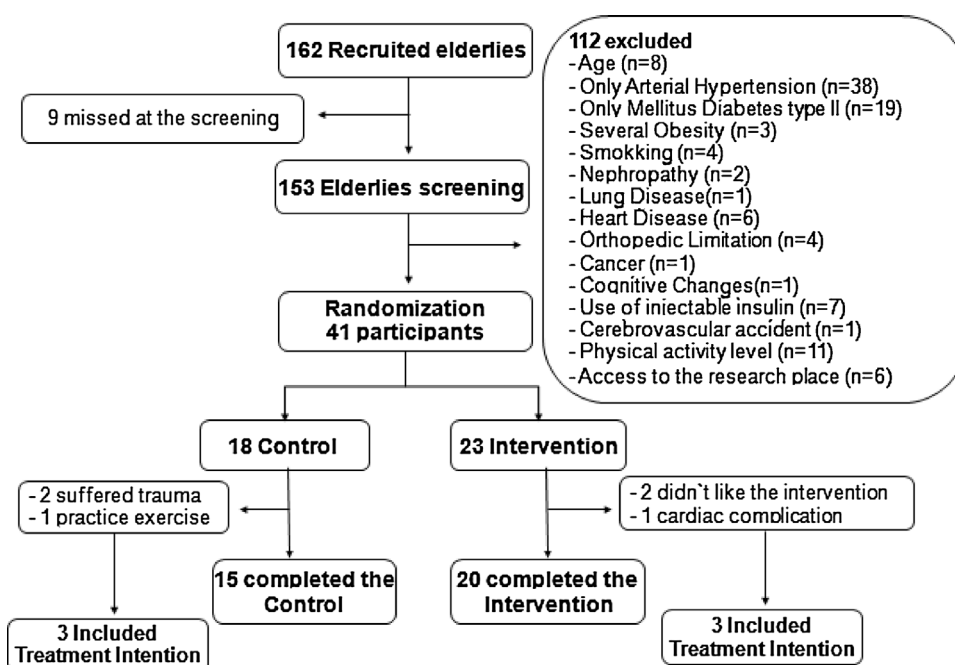 162 Recruited elderlies
9 missed at the screening
153 Elderlies screening
112 excluded
- Age (n=8)
- Only Arterial Hypertension (n=38)
- Only Mellitus Diabetes type II (n=19)
- Several Obesity (n=3)
- Smokking (n=4)
- Nephropathy (n=2)
- Lung Disease(n=1)
- Heart Disease (n=6)
- Orthopedic Limitation (n=4)
- Cancer (n=1)
- Cognitive Changes(n=1)
- Use of injectable insulin (n=7)
- Cerebrovascular accident (n=1)
- Physical activity level (n=11)
- Access to the research place (n=6)
Randomization
41 participants
18 Control
23 Intervention
- 2 suffered trauma
- 1 practice exercise
- 2 didn`t like the intervention
- 1 cardiac complication
15 completed the
Control
20 completed the
Intervention
3 Included
Treatment Intention
3 Included
Treatment Intention